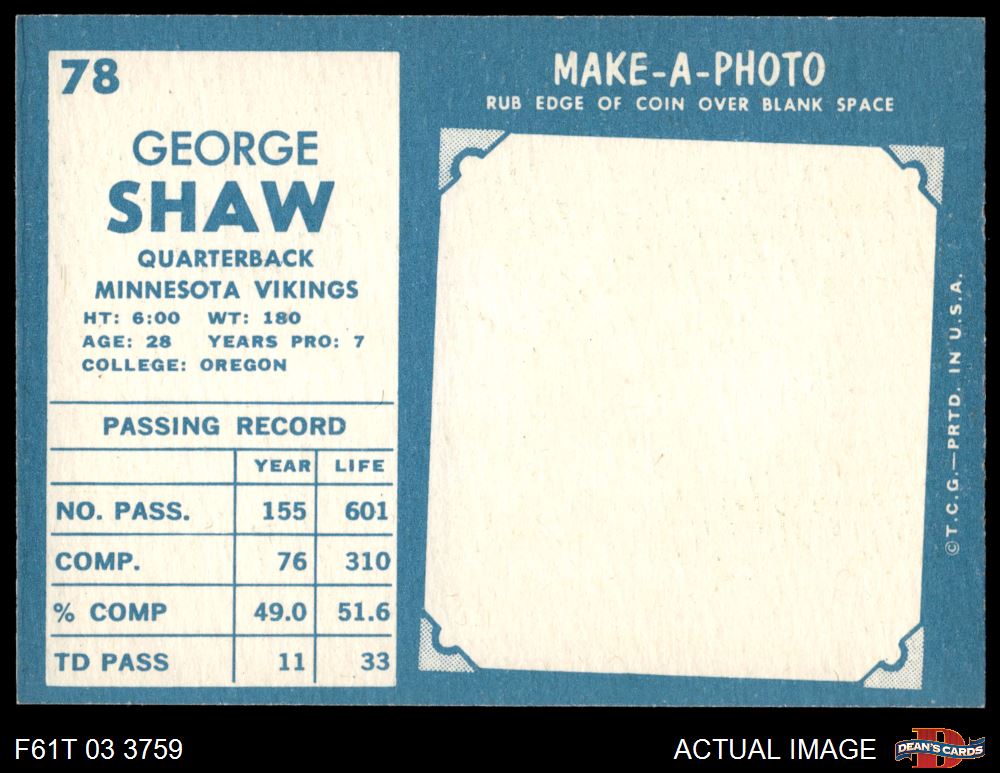 78
GEORGE
SHAW
QUARTERBACK
MINNESOTA VIKINGS
HT: 6:00 WT: 180
AGE: 28 YEARS PRO: 7
COLLEGE: OREGON
PASSING RECORD
YEAR LIFE
NO. PASS. 155 601
COMP. 76 310
% COMP 49.0 51.6
TD PASS 11 33
MAKE-A-PHOTO
RUB EDGE OF COIN OVER BLANK SPACE
© T.C.G.—PRTD. IN U.S.A.
F61T 03 3759
ACTUAL IMAGE
D
DEAN'S CARDS